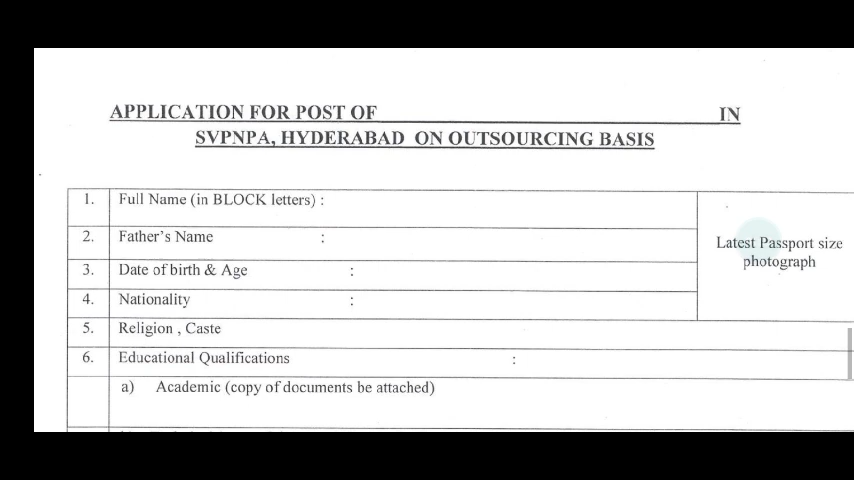 APPLICATION FOR POST OF ____________________ IN
SVPNPA, HYDERABAD ON OUTSOURCING BASIS
1. Full Name (in BLOCK letters) :
2. Father's Name :
Latest Passport size
photograph
3. Date of birth & Age :
4. Nationality :
5. Religion , Caste
6. Educational Qualifications :
a) Academic (copy of documents be attached)